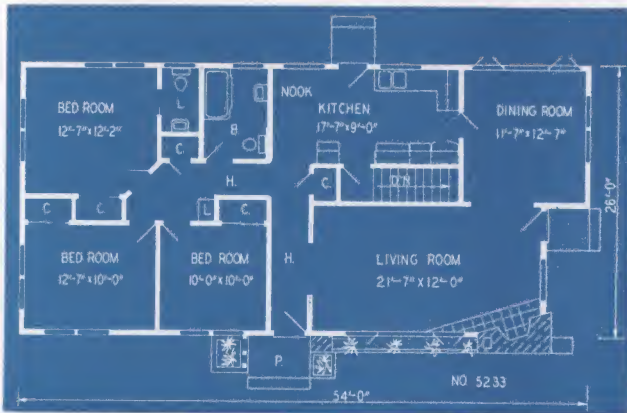 BED ROOM
12'-7" X 12'-2"
L.
B
NOOK
KITCHEN
17'-7" X 9'-0"
DINING ROOM
11'-7" X 12'-7"
C.
H.
C.
DN.
C.
C.
L.
C.
BED ROOM
12'-7" X 10'-0"
BED ROOM
10'-0" X 10'-0"
H.
LIVING ROOM
21'-7" X 12'-0"
26'-0"
P.
NO. 5233
54'-0"